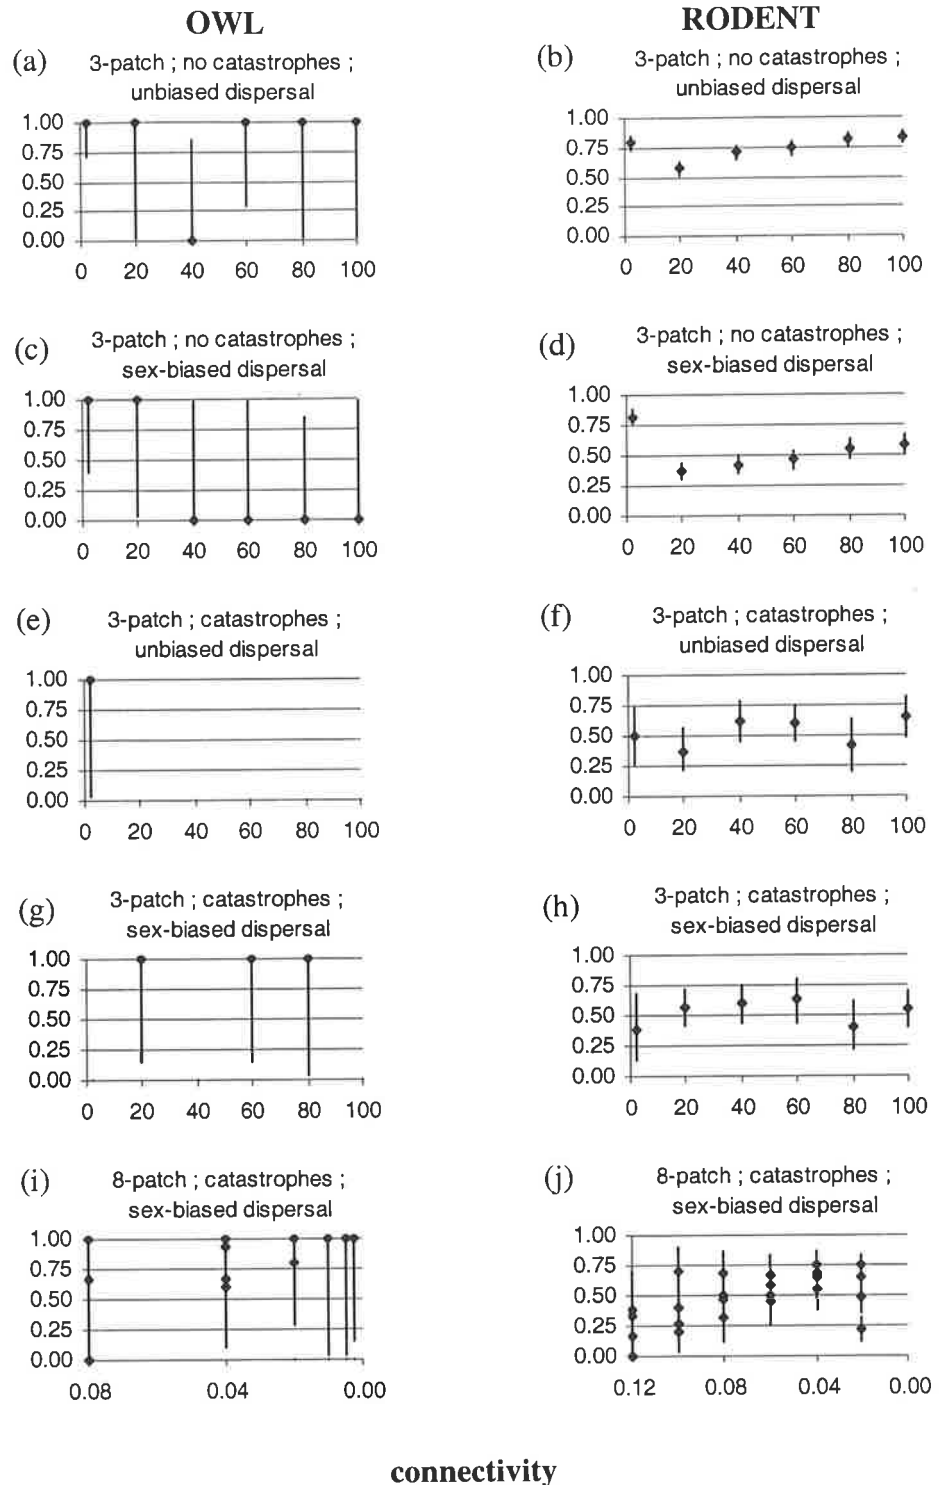 OWL
RODENT
(a)
3-patch ; no catastrophes ;
unbiased dispersal
1.00
0.75
0.50
0.25
0.00
0 20 40 60 80 100
(b)
3-patch ; no catastrophes ;
unbiased dispersal
1.00
0.75
0.50
0.25
0.00
0 20 40 60 80 100
(c)
3-patch ; no catastrophes ;
sex-biased dispersal
1.00
0.75
0.50
0.25
0.00
0 20 40 60 80 100
(d)
3-patch ; no catastrophes ;
sex-biased dispersal
1.00
0.75
0.50
0.25
0.00
0 20 40 60 80 100
(e)
3-patch ; catastrophes ;
unbiased dispersal
1.00
0.75
0.50
0.25
0.00
0 20 40 60 80 100
(f)
3-patch ; catastrophes ;
unbiased dispersal
1.00
0.75
0.50
0.25
0.00
0 20 40 60 80 100
(g)
3-patch ; catastrophes ;
sex-biased dispersal
1.00
0.75
0.50
0.25
0.00
0 20 40 60 80 100
(h)
3-patch ; catastrophes ;
sex-biased dispersal
1.00
0.75
0.50
0.25
0.00
0 20 40 60 80 100
(i)
8-patch ; catastrophes ;
sex-biased dispersal
1.00
0.75
0.50
0.25
0.00
0.08 0.04 0.00
(j)
8-patch ; catastrophes ;
sex-biased dispersal
1.00
0.75
0.50
0.25
0.00
0.12 0.08 0.04 0.00
connectivity